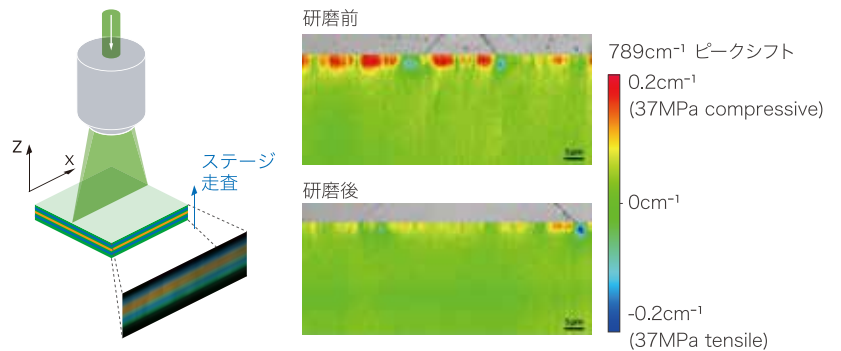 Z
x
ステージ
走査
研磨前
研磨後
789cm⁻¹ ピークシフト
0.2cm⁻¹
(37MPa compressive)
0cm⁻¹
-0.2cm⁻¹
(37MPa tensile)